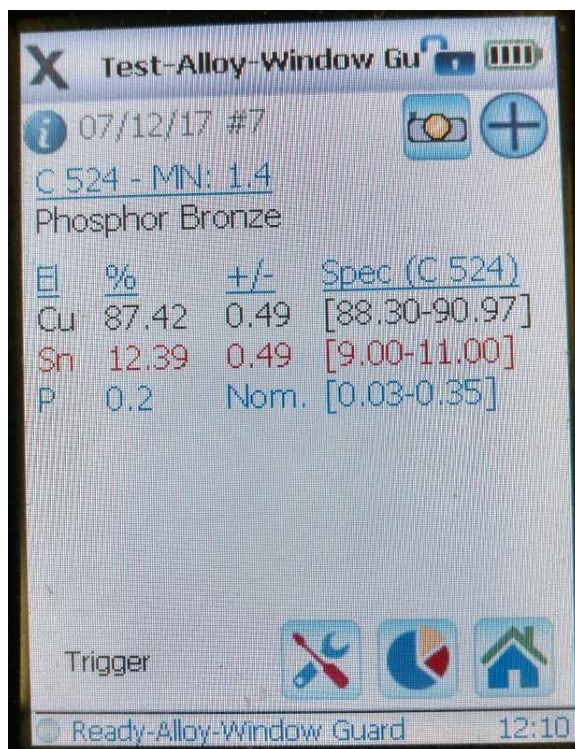 Test-Alloy-Window Gu
07/12/17 #7
C 524 - MN: 1.4
Phosphor Bronze
El % +/- Spec (C 524)
Cu 87.42 0.49 [88.30-90.97]
Sn 12.39 0.49 [9.00-11.00]
P 0.2 Nom. [0.03-0.35]
Trigger
Ready-Alloy-Window Guard 12:10